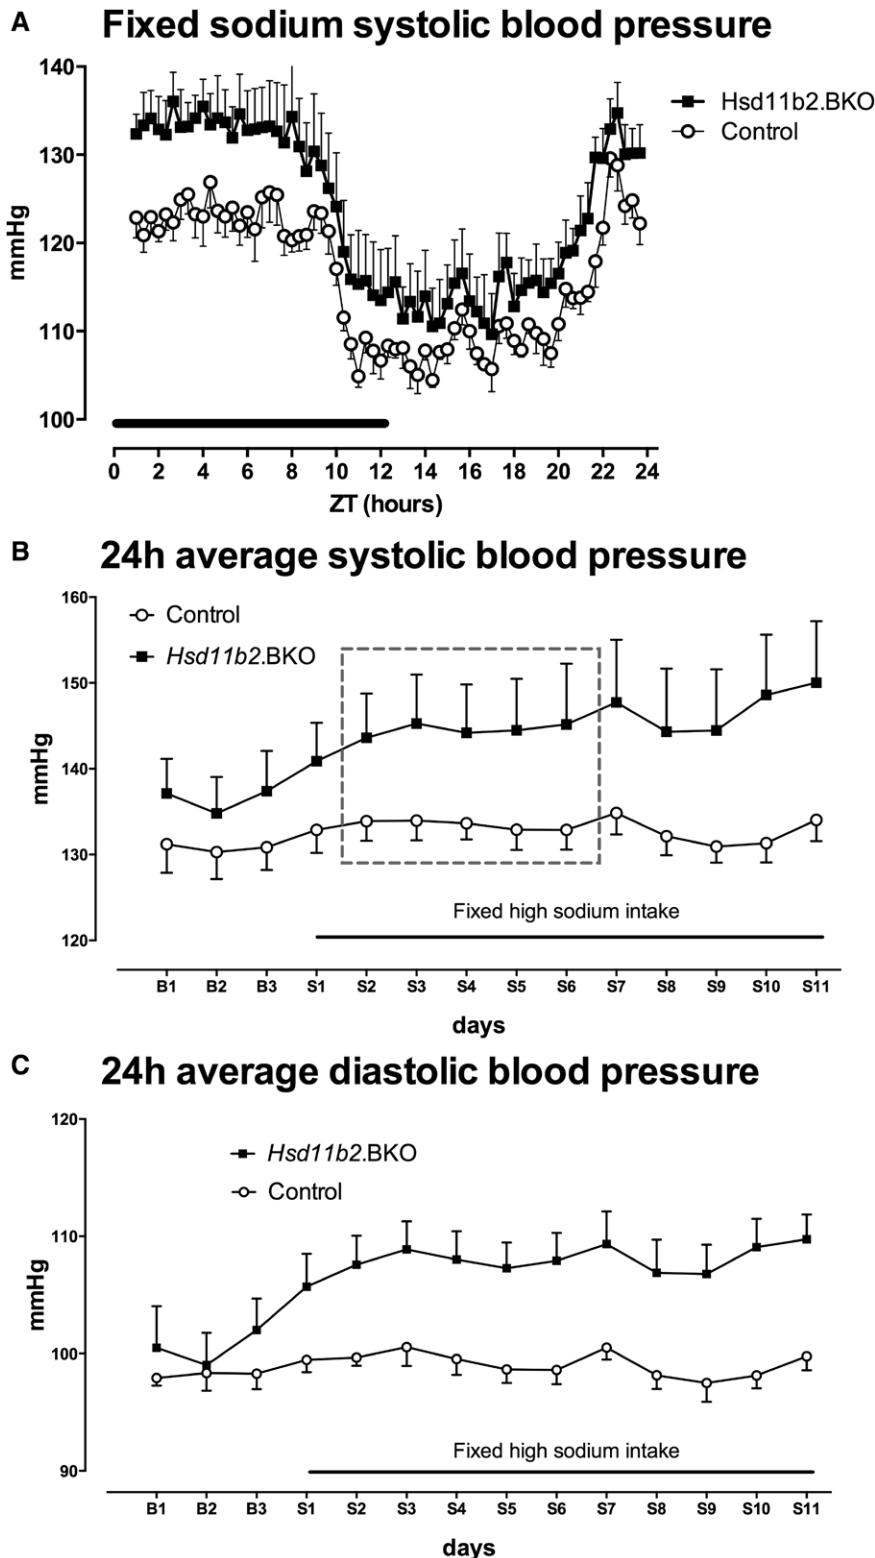 A
Fixed sodium systolic blood pressure
140
130
120
110
100
mmHg
Hsd11b2.BKO
Control
0 2 4 6 8 10 12 14 16 18 20 22 24
ZT (hours)
B
24h average systolic blood pressure
160
150
140
130
120
mmHg
Control
Hsd11b2.BKO
Fixed high sodium intake
B1 B2 B3 S1 S2 S3 S4 S5 S6 S7 S8 S9 S10 S11
days
C
24h average diastolic blood pressure
120
110
100
90
mmHg
Hsd11b2.BKO
Control
Fixed high sodium intake
B1 B2 B3 S1 S2 S3 S4 S5 S6 S7 S8 S9 S10 S11
days